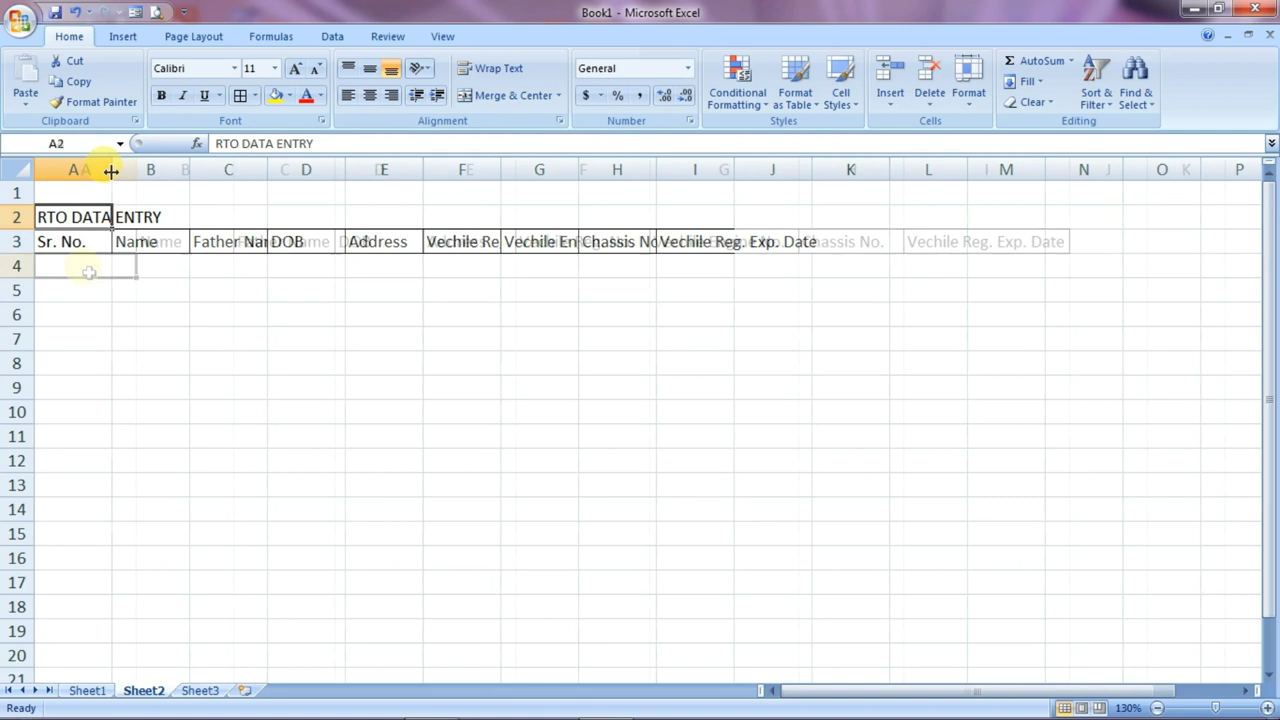 Book1 - Microsoft Excel
Home Insert Page Layout Formulas Data Review View
Paste
Cut
Copy
Format Painter
Clipboard
Calibri 11
B I U
Font
Wrap Text
Merge & Center
Alignment
General
$ % ,
Number
Conditional Formatting
Format as Table
Cell Styles
Styles
Insert
Delete
Format
Cells
AutoSum
Fill
Clear
Sort & Filter
Find & Select
Editing
A2 fx RTO DATA ENTRY
A B C D E F G H I J K L M N O P
1
2 RTO DATA ENTRY
3 Sr. No. Name Father Nam DOB Address Vechile Re Vechile En Chassis No Vechile Reg. Exp. Date Chassis No. Vechile Reg. Exp. Date
4
5
6
7
8
9
10
11
12
13
14
15
16
17
18
19
20
21
Sheet1 Sheet2 Sheet3
Ready 130%